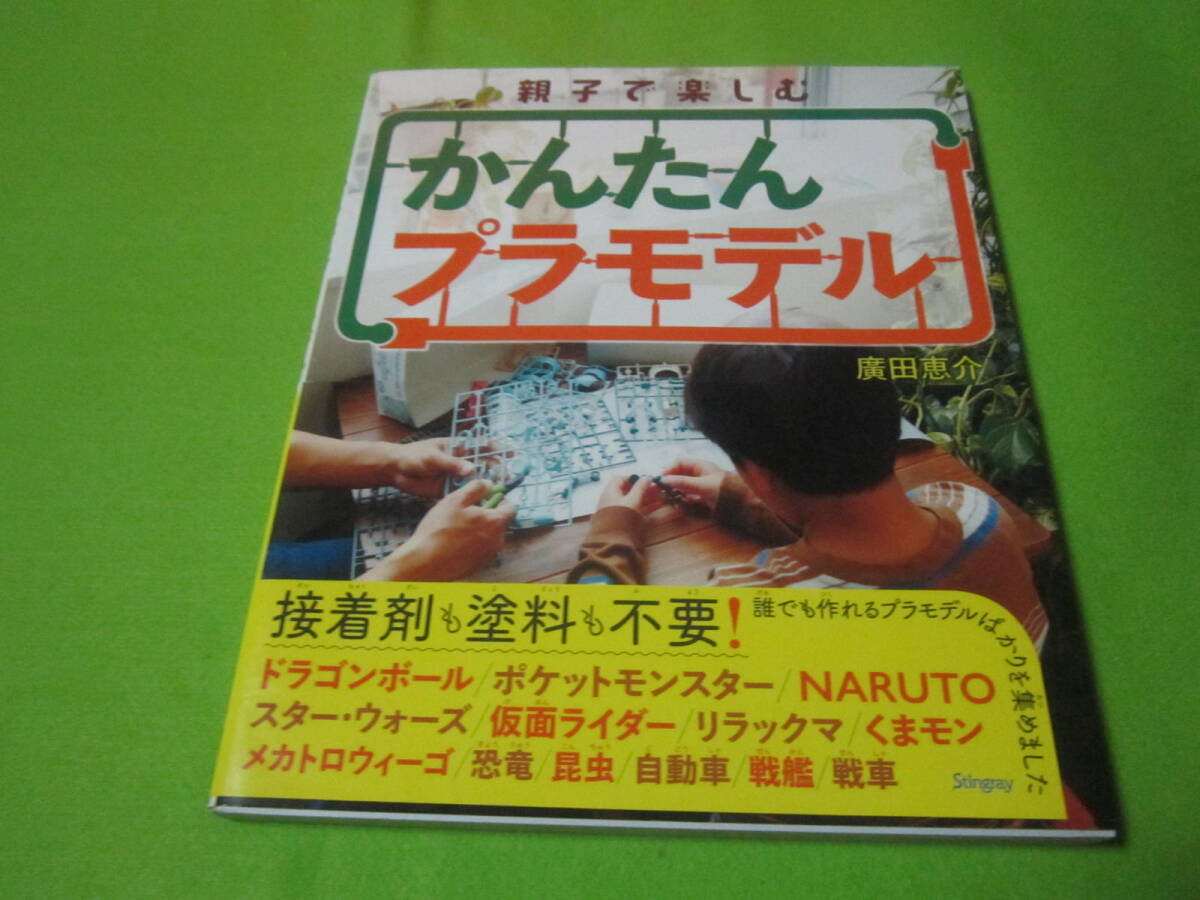 親子で楽しむ
かんたん
プラモデル
廣田恵介
接着剤も塗料も不要!
誰でも作れるプラモデルばかりを集めました
ドラゴンボール/ポケットモンスター/NARUTO
スター・ウォーズ/仮面ライダー/リラックマ/くまモン
メカトロウィーゴ/恐竜/昆虫/自動車/戦艦/戦車
Stingray